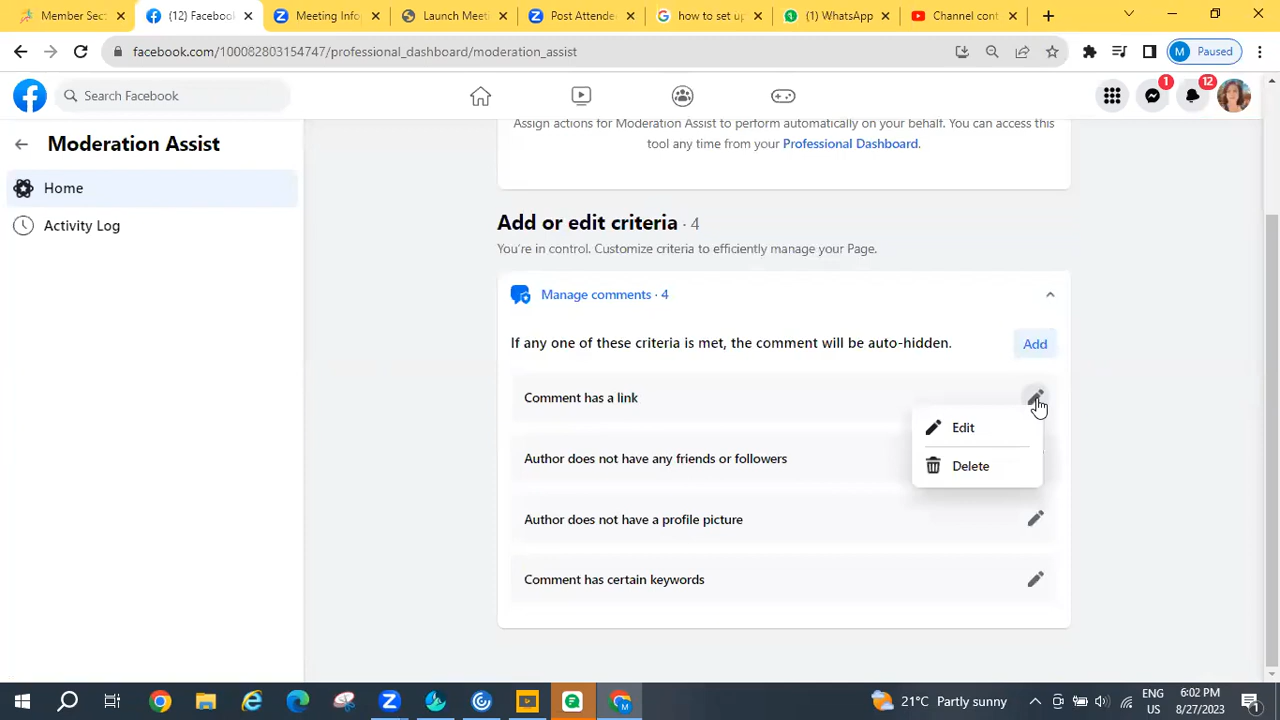 Member Sec
(12) Facebook
Meeting Info
Launch Meeti
Post Attende
how to set up
(1) WhatsApp
Channel cont
facebook.com/100082803154747/professional_dashboard/moderation_assist
M
Paused
Search Facebook
1
12
Moderation Assist
Home
Activity Log
Assign actions for Moderation Assist to perform automatically on your behalf. You can access this
tool any time from your Professional Dashboard.
Add or edit criteria · 4
You're in control. Customize criteria to efficiently manage your Page.
Manage comments · 4
If any one of these criteria is met, the comment will be auto-hidden.
Add
Comment has a link
Edit
Author does not have any friends or followers
Delete
Author does not have a profile picture
Comment has certain keywords
21°C Partly sunny
ENG
US
6:02 PM
8/27/2023
1